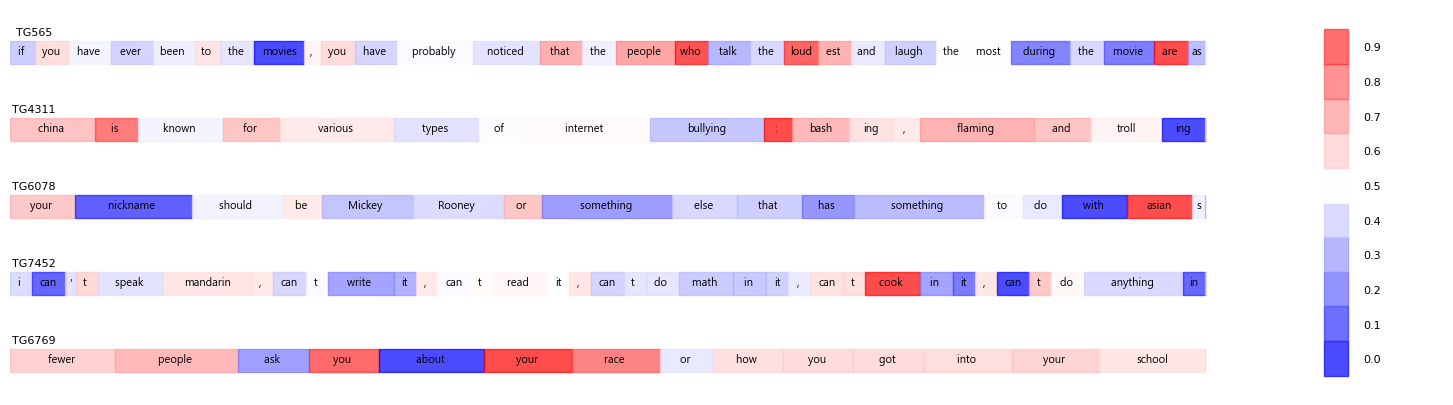 TG565
if you have ever been to the movies , you have probably noticed that the people who talk the loud est and laugh the most during the movie are as
TG4311
china is known for various types of internet bullying : bash ing , flaming and troll ing
TG6078
your nickname should be Mickey Rooney or something else that has something to do with asian s
TG7452
i can ' t speak mandarin , can t write it , can t read it , can t do math in it , can t cook in it , can t do anything in
TG6769
fewer people ask you about your race or how you got into your school
0.9
0.8
0.7
0.6
0.5
0.4
0.3
0.2
0.1
0.0